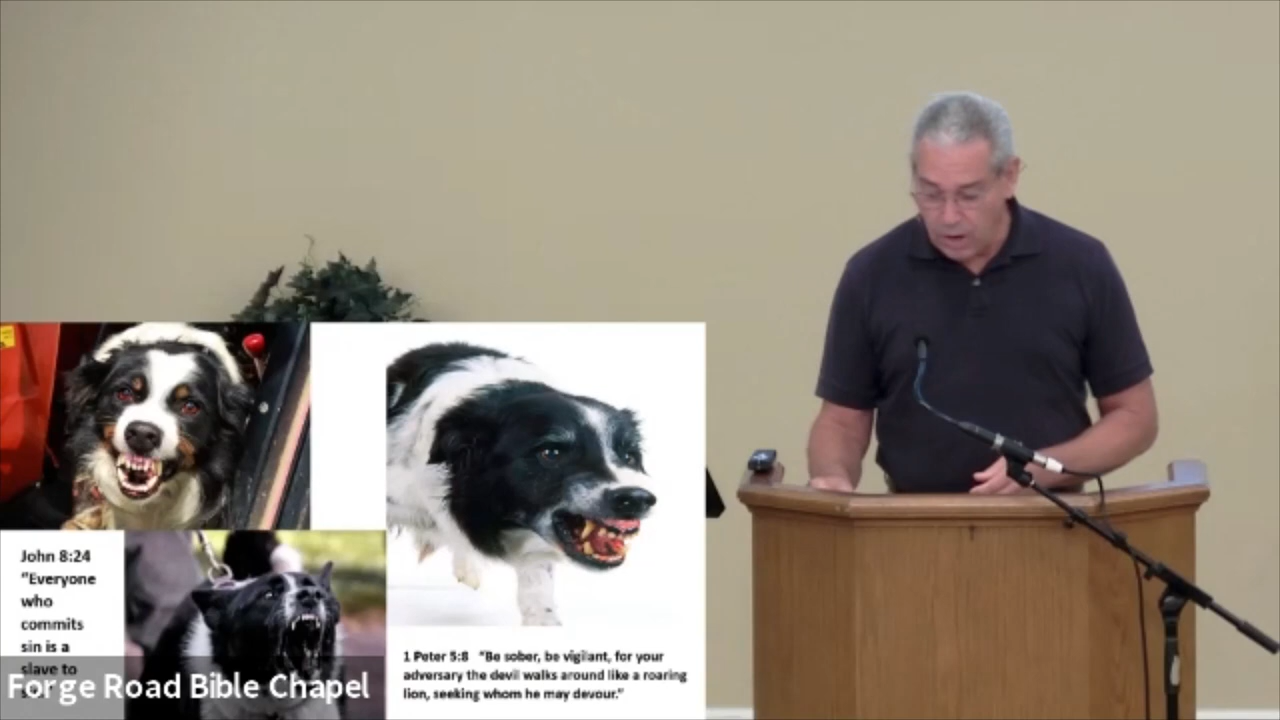 John 8:24
"Everyone
who
commits
sin is a
slave to
Forge Road Bible Chapel
1 Peter 5:8 "Be sober, be vigilant, for your
adversary the devil walks around like a roaring
lion, seeking whom he may devour."